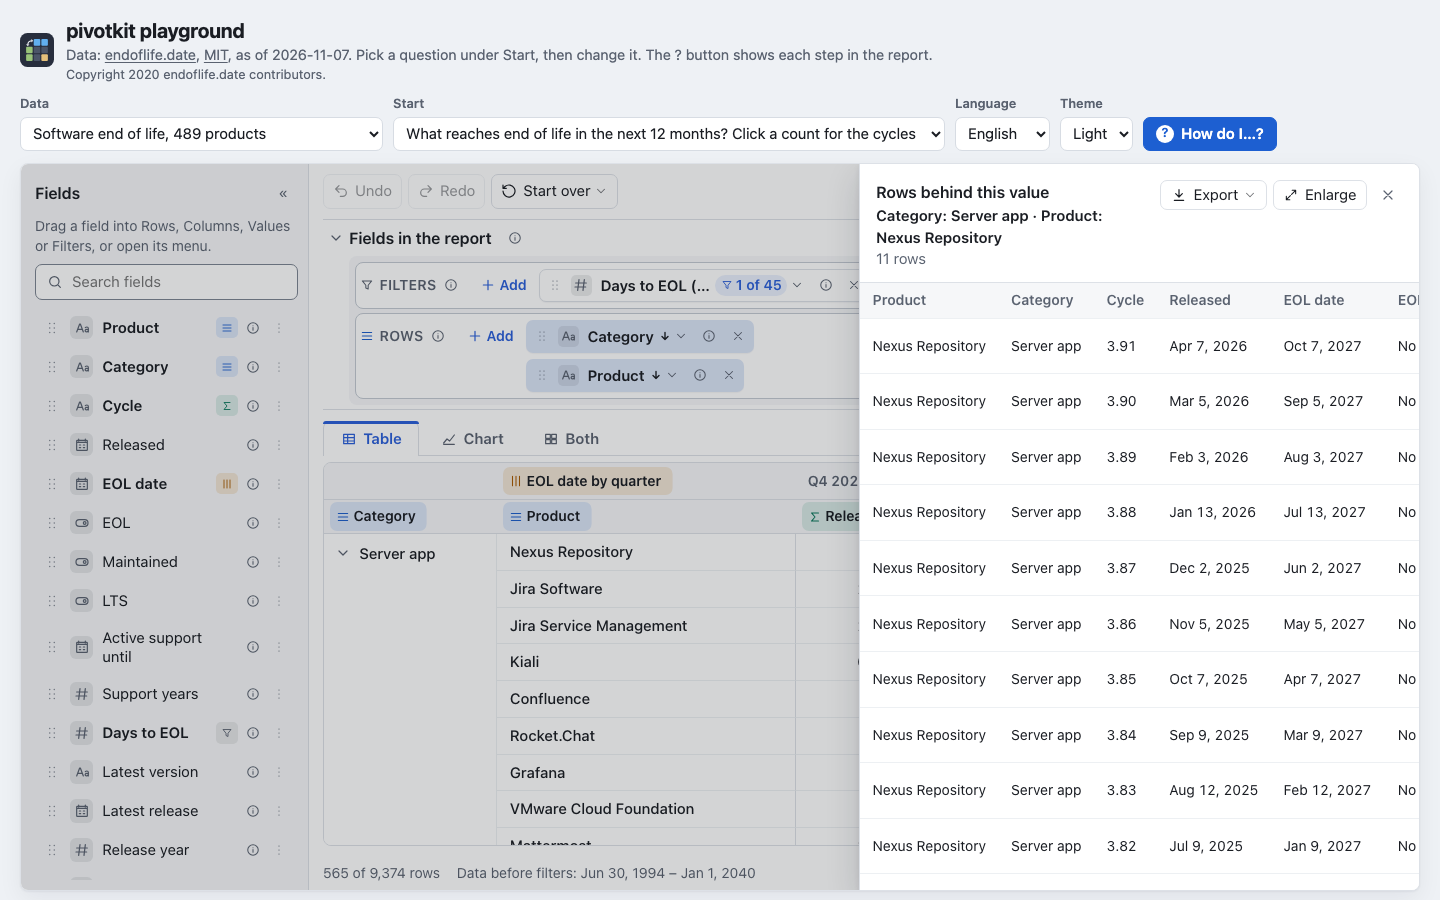 pivotkit playground
Data: endoflife.date, MIT, as of 2026-11-07. Pick a question under Start, then change it. The ? button shows each step in the report.
Copyright 2020 endoflife.date contributors.
Data
Start
Language
Theme
Software end of life, 489 products
What reaches end of life in the next 12 months? Click a count for the cycles
English
Light
? How do I...?
Fields «
Drag a field into Rows, Columns, Values
or Filters, or open its menu.
Search fields
Aa Product
Aa Category
Aa Cycle Σ
Released
EOL date
EOL
Maintained
LTS
Active support
until
# Support years
# Days to EOL
Aa Latest version
Latest release
# Release year
Undo
Redo
Start over
Fields in the report
FILTERS
+ Add
# Days to EOL (...
1 of 45
ROWS
+ Add
Aa Category ↓
Aa Product ↓
Table
Chart
Both
EOL date by quarter
Q4 202
Category
Product
Σ Relea
Server app
Nexus Repository
Jira Software
Jira Service Management
Kiali
Confluence
Rocket.Chat
Grafana
VMware Cloud Foundation
Mattermost
565 of 9,374 rows
Data before filters: Jun 30, 1994 – Jan 1, 2040
Rows behind this value
Category: Server app · Product:
Nexus Repository
11 rows
Export
Enlarge
Product Category Cycle Released EOL date EOL
Nexus Repository Server app 3.91 Apr 7, 2026 Oct 7, 2027 No
Nexus Repository Server app 3.90 Mar 5, 2026 Sep 5, 2027 No
Nexus Repository Server app 3.89 Feb 3, 2026 Aug 3, 2027 No
Nexus Repository Server app 3.88 Jan 13, 2026 Jul 13, 2027 No
Nexus Repository Server app 3.87 Dec 2, 2025 Jun 2, 2027 No
Nexus Repository Server app 3.86 Nov 5, 2025 May 5, 2027 No
Nexus Repository Server app 3.85 Oct 7, 2025 Apr 7, 2027 No
Nexus Repository Server app 3.84 Sep 9, 2025 Mar 9, 2027 No
Nexus Repository Server app 3.83 Aug 12, 2025 Feb 12, 2027 No
Nexus Repository Server app 3.82 Jul 9, 2025 Jan 9, 2027 No